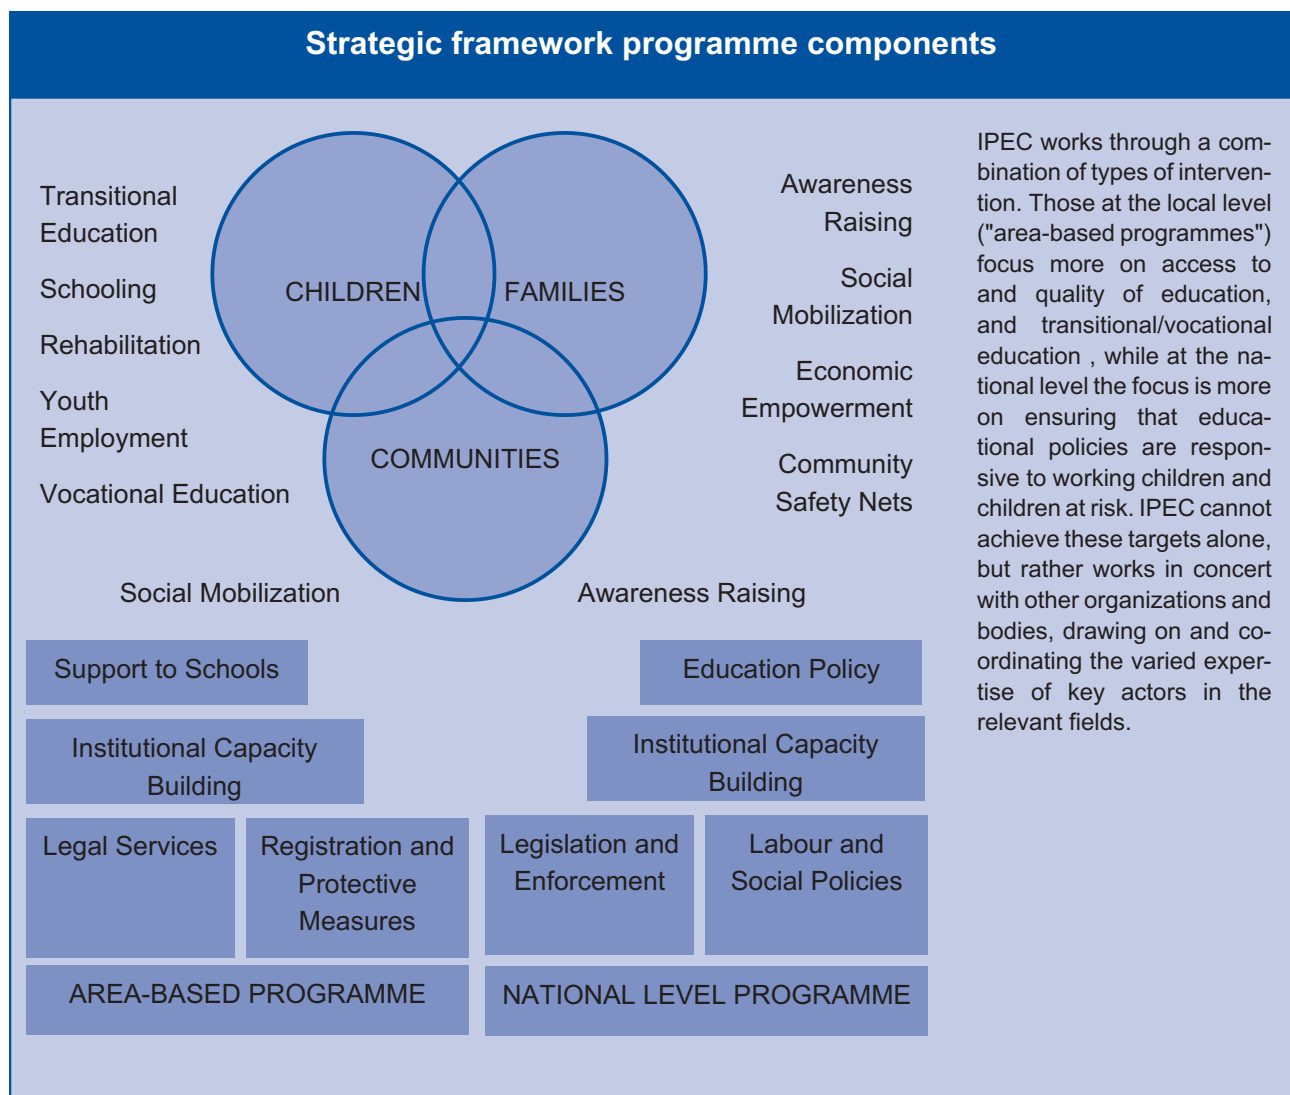 Strategic framework programme components
Transitional
Education
Schooling
Rehabilitation
Youth
Employment
Vocational Education
CHILDREN
FAMILIES
COMMUNITIES
Awareness
Raising
Social
Mobilization
Economic
Empowerment
Community
Safety Nets
Social Mobilization
Awareness Raising
Support to Schools
Education Policy
Institutional Capacity
Building
Institutional Capacity
Building
Legal Services
Registration and
Protective
Measures
Legislation and
Enforcement
Labour and
Social Policies
AREA-BASED PROGRAMME
NATIONAL LEVEL PROGRAMME
IPEC works through a com-
bination of types of interven-
tion. Those at the local level
("area-based programmes")
focus more on access to
and quality of education,
and transitional/vocational
education , while at the na-
tional level the focus is more
on ensuring that educa-
tional policies are respon-
sive to working children and
children at risk. IPEC cannot
achieve these targets alone,
but rather works in concert
with other organizations and
bodies, drawing on and co-
ordinating the varied exper-
tise of key actors in the
relevant fields.